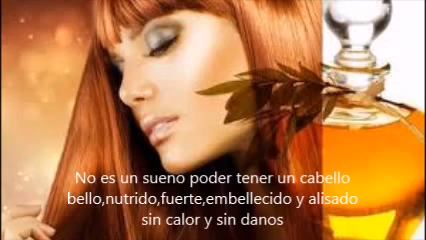 No es un sueno poder tener un cabello
bello,nutrido,fuerte,embellecido y alisado
sin calor y sin danos